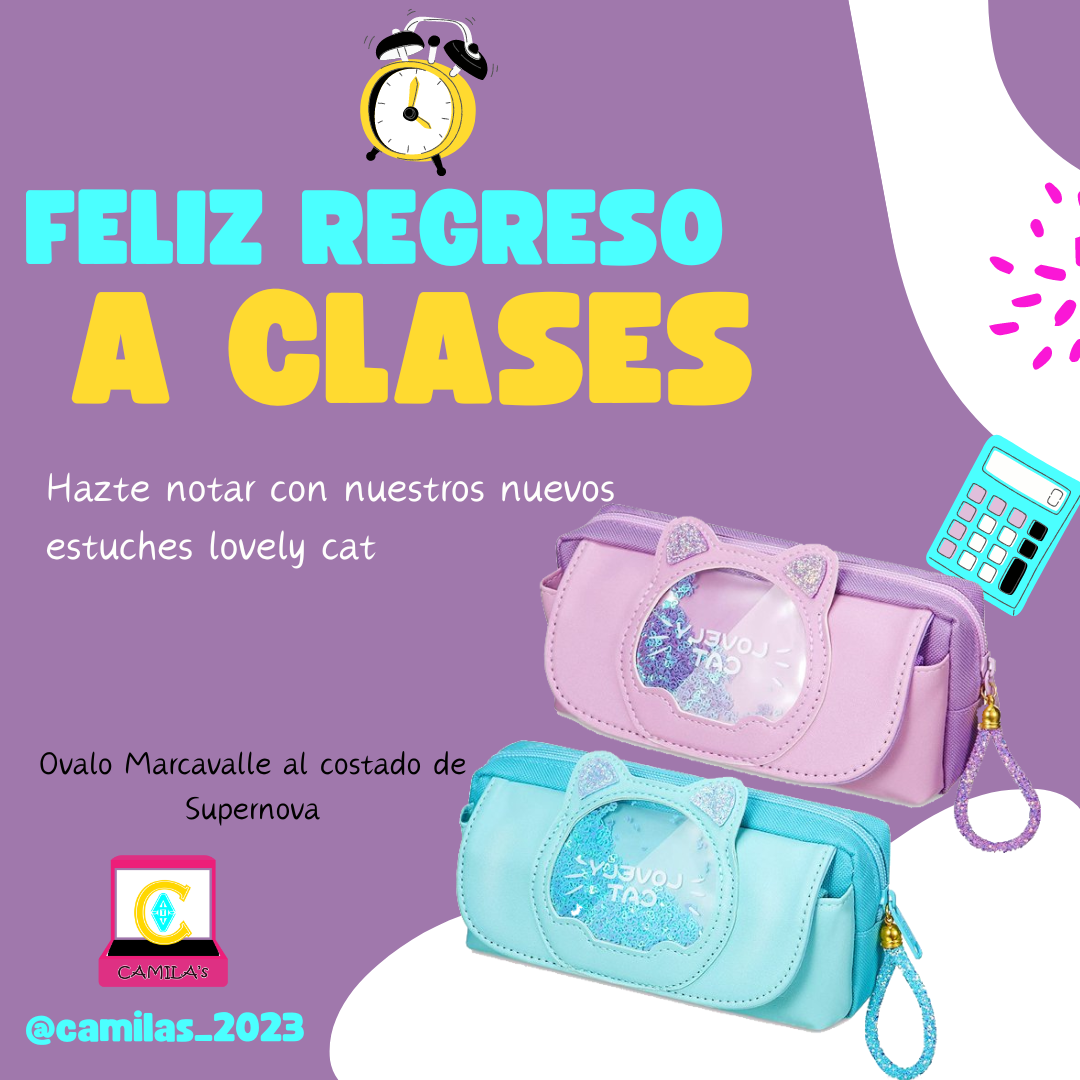 FELIZ REGRESO
A CLASES
Hazte notar con nuestros nuevos
estuches lovely cat
LOVELY
CAT
LOVELY
CAT
Ovalo Marcavalle al costado de
Supernova
C
CAMILA's
@camilas_2023